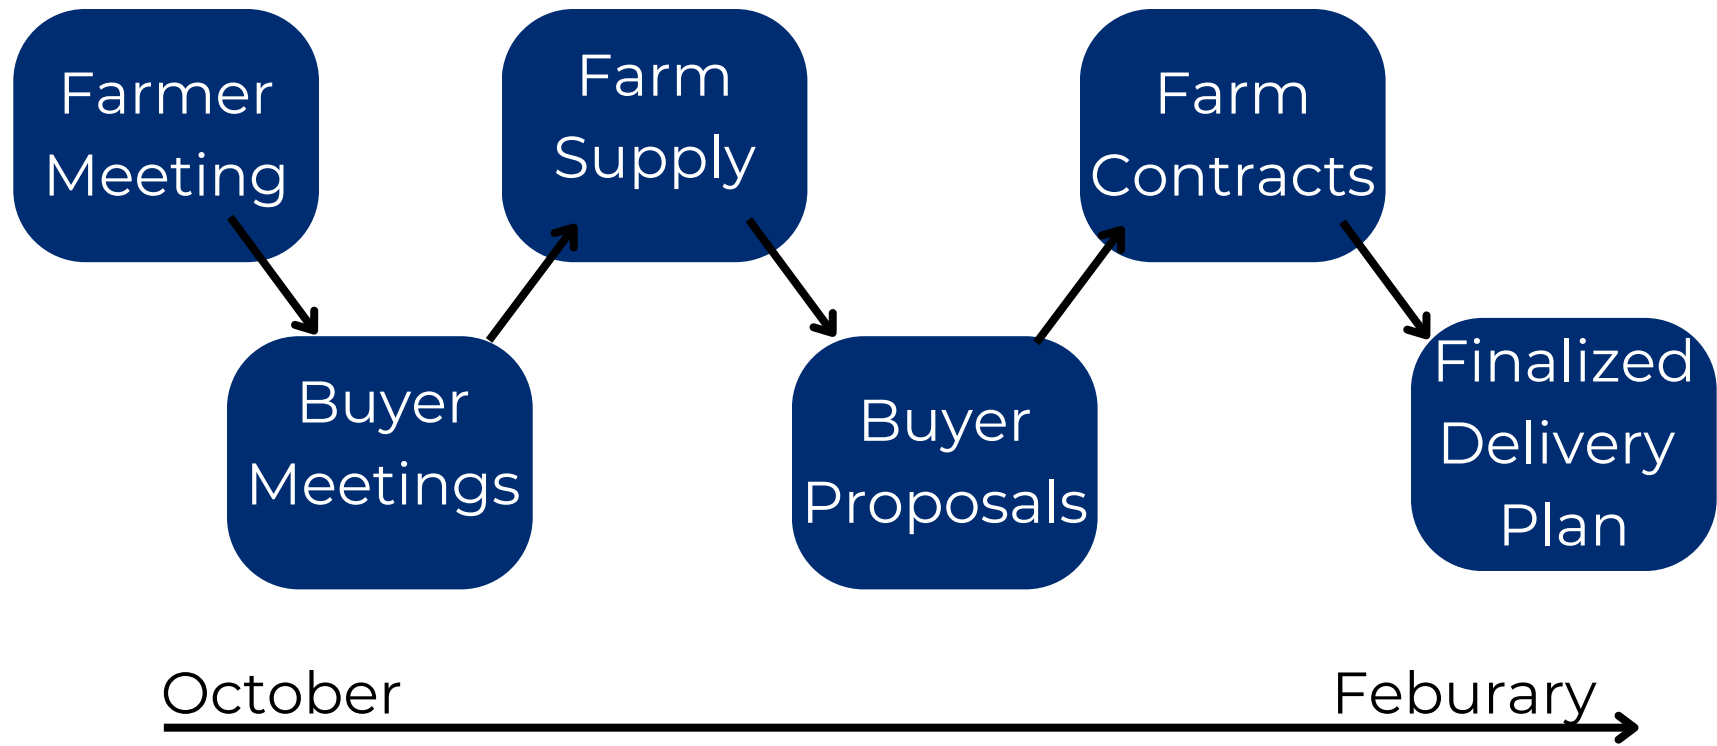 Farmer
Meeting
Buyer
Meetings
Farm
Supply
Buyer
Proposals
Farm
Contracts
Finalized
Delivery
Plan
October
Feburary